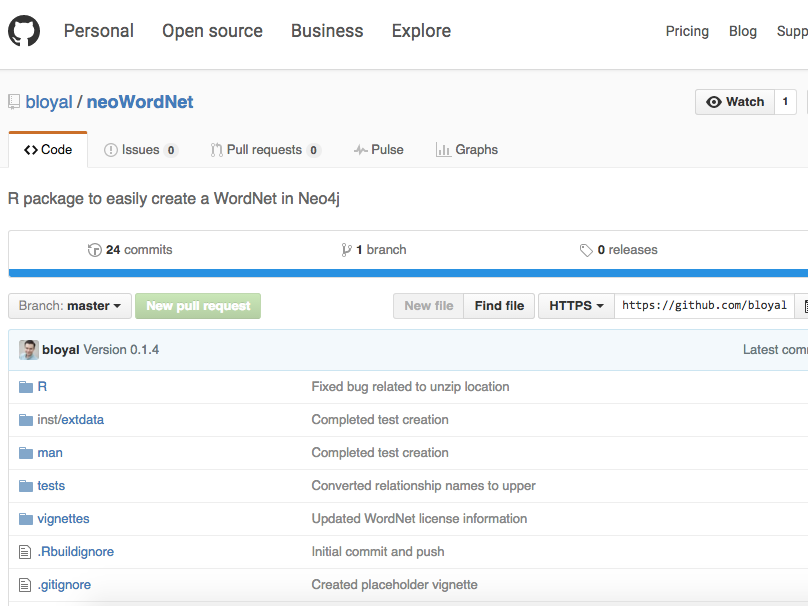 Personal Open source Business Explore Pricing Blog Supp
bloyal / neoWordNet Watch 1
Code Issues 0 Pull requests 0 Pulse Graphs
R package to easily create a WordNet in Neo4j
24 commits 1 branch 0 releases
Branch: master New pull request New file Find file HTTPS https://github.com/bloyal
bloyal Version 0.1.4 Latest com
R Fixed bug related to unzip location
inst/extdata Completed test creation
man Completed test creation
tests Converted relationship names to upper
vignettes Updated WordNet license information
.Rbuildignore Initial commit and push
.gitignore Created placeholder vignette